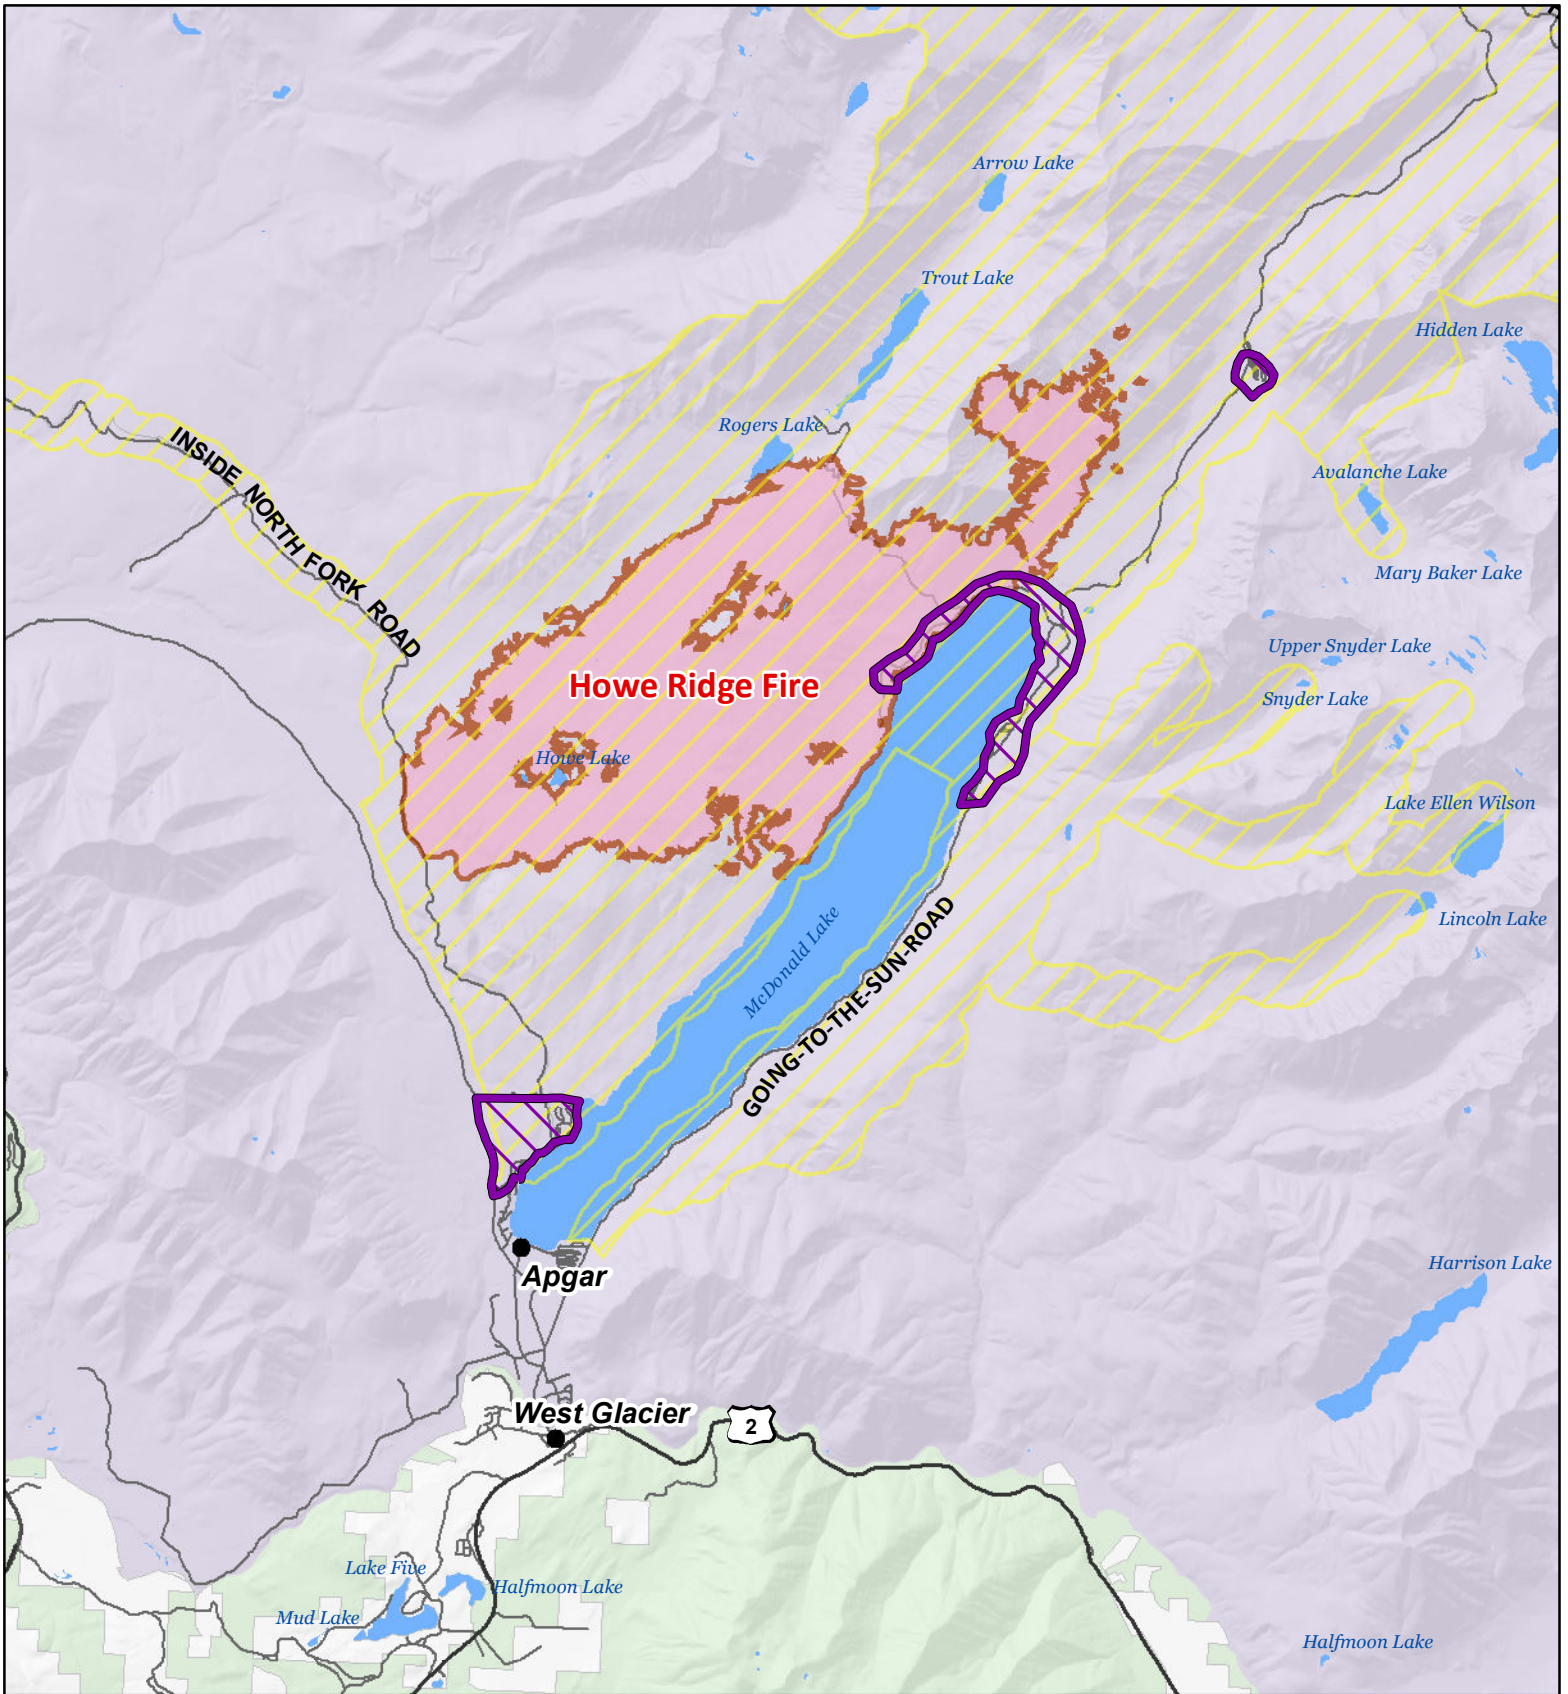 Arrow Lake
Trout Lake
Hidden Lake
Rogers Lake
INSIDE NORTH FORK ROAD
Avalanche Lake
Mary Baker Lake
Upper Snyder Lake
Howe Ridge Fire
Snyder Lake
Howe Lake
Lake Ellen Wilson
Lincoln Lake
McDonald Lake
GOING-TO-THE-SUN-ROAD
Harrison Lake
Apgar
West Glacier
2
Lake Five
Halfmoon Lake
Mud Lake
Halfmoon Lake